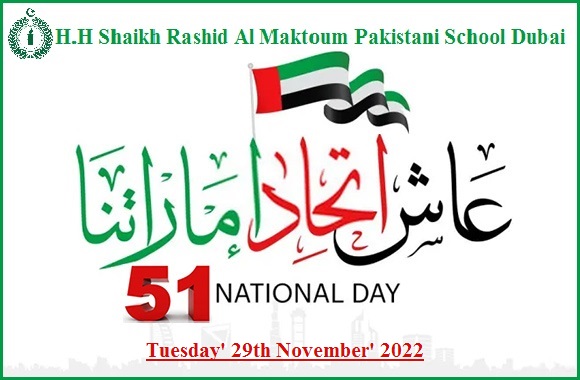 H.H Shaikh Rashid Al Maktoum Pakistani School Dubai
عاش اتحاد إماراتنا
51 NATIONAL DAY
Tuesday' 29th November' 2022